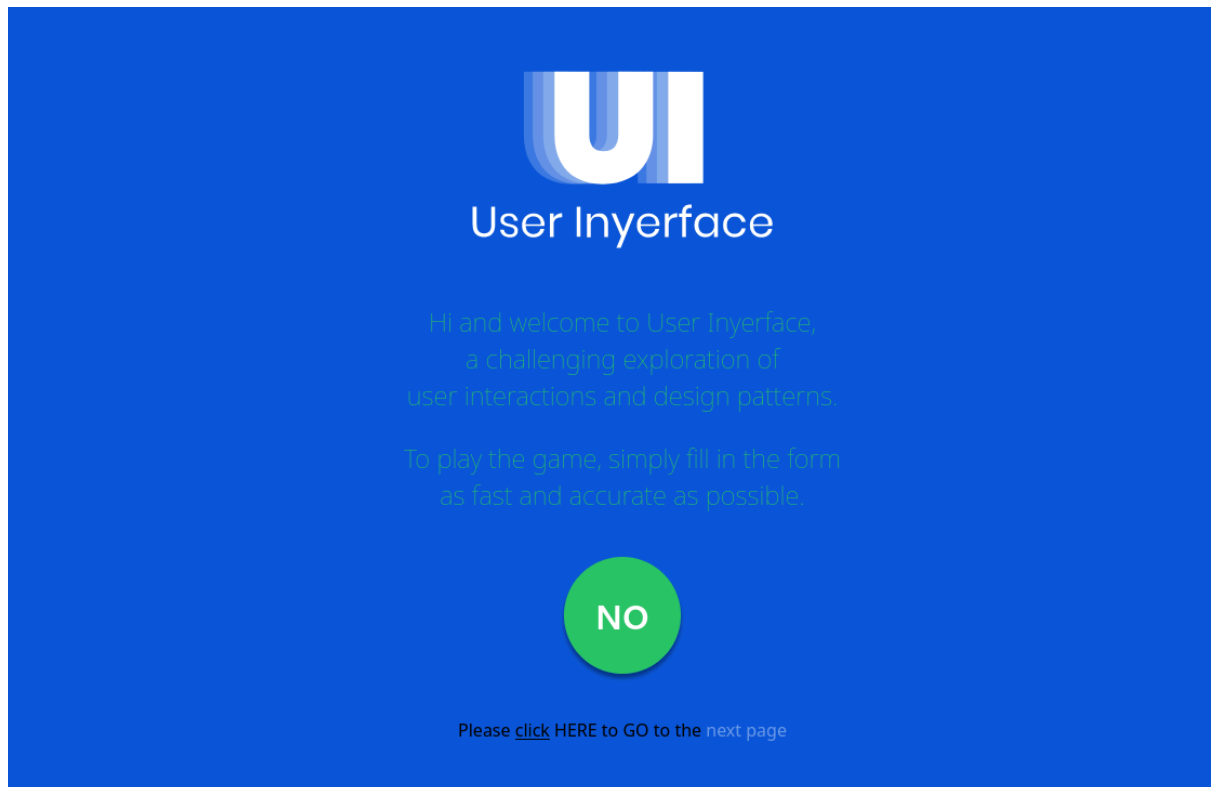 UI
User Inyerface
Hi and welcome to User Inyerface,
a challenging exploration of
user interactions and design patterns.
To play the game, simply fill in the form
as fast and accurate as possible.
NO
Please click HERE to GO to the next page